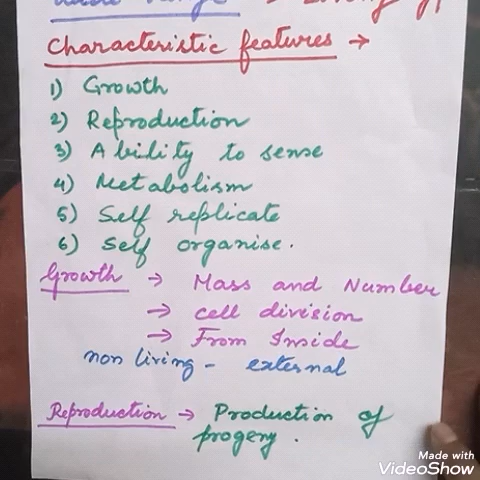 Characteristic features →
1) Growth
2) Reproduction
3) Ability to sense
4) Metabolism
5) Self replicate
6) Self organise.
Growth → Mass and Number
→ cell division
→ From Inside
non living - external
Reproduction → Production of
progeny.
Made with
VideoShow